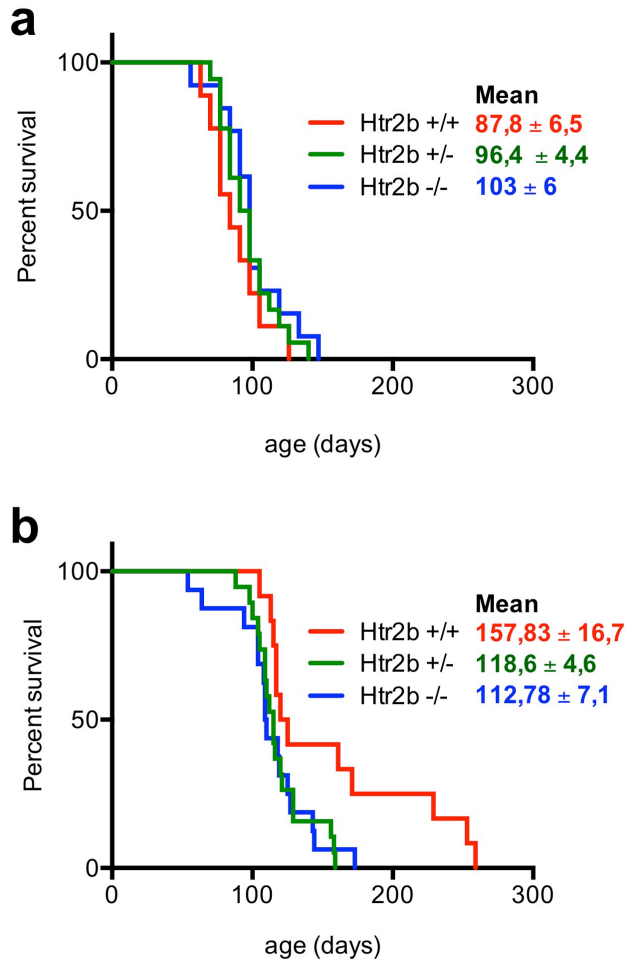 a
Percent survival
100
50
0
0 100 200 300
age (days)
Mean
Htr2b +/+ 87,8 ± 6,5
Htr2b +/- 96,4 ± 4,4
Htr2b -/- 103 ± 6
b
Percent survival
100
50
0
0 100 200 300
age (days)
Mean
Htr2b +/+ 157,83 ± 16,7
Htr2b +/- 118,6 ± 4,6
Htr2b -/- 112,78 ± 7,1